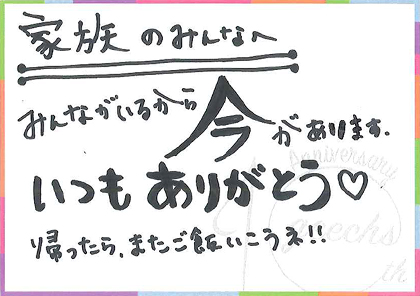 家族のみんなへ
みんながいるから今があります.
いつもありがとう♡
帰ったら、またご飯いこうネ!!
anniversary
geechs
th